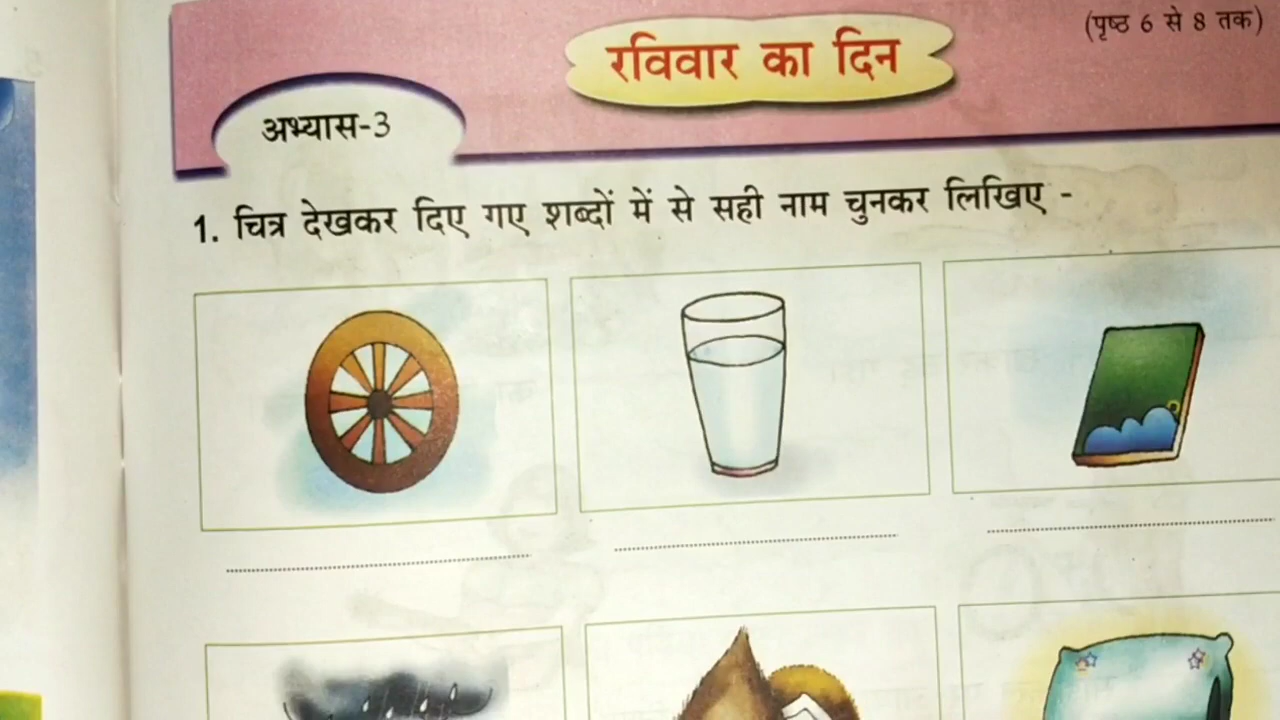 (पृष्ठ 6 से 8 तक)
रविवार का दिन
अभ्यास-3
1. चित्र देखकर दिए गए शब्दों में से सही नाम चुनकर लिखिए -